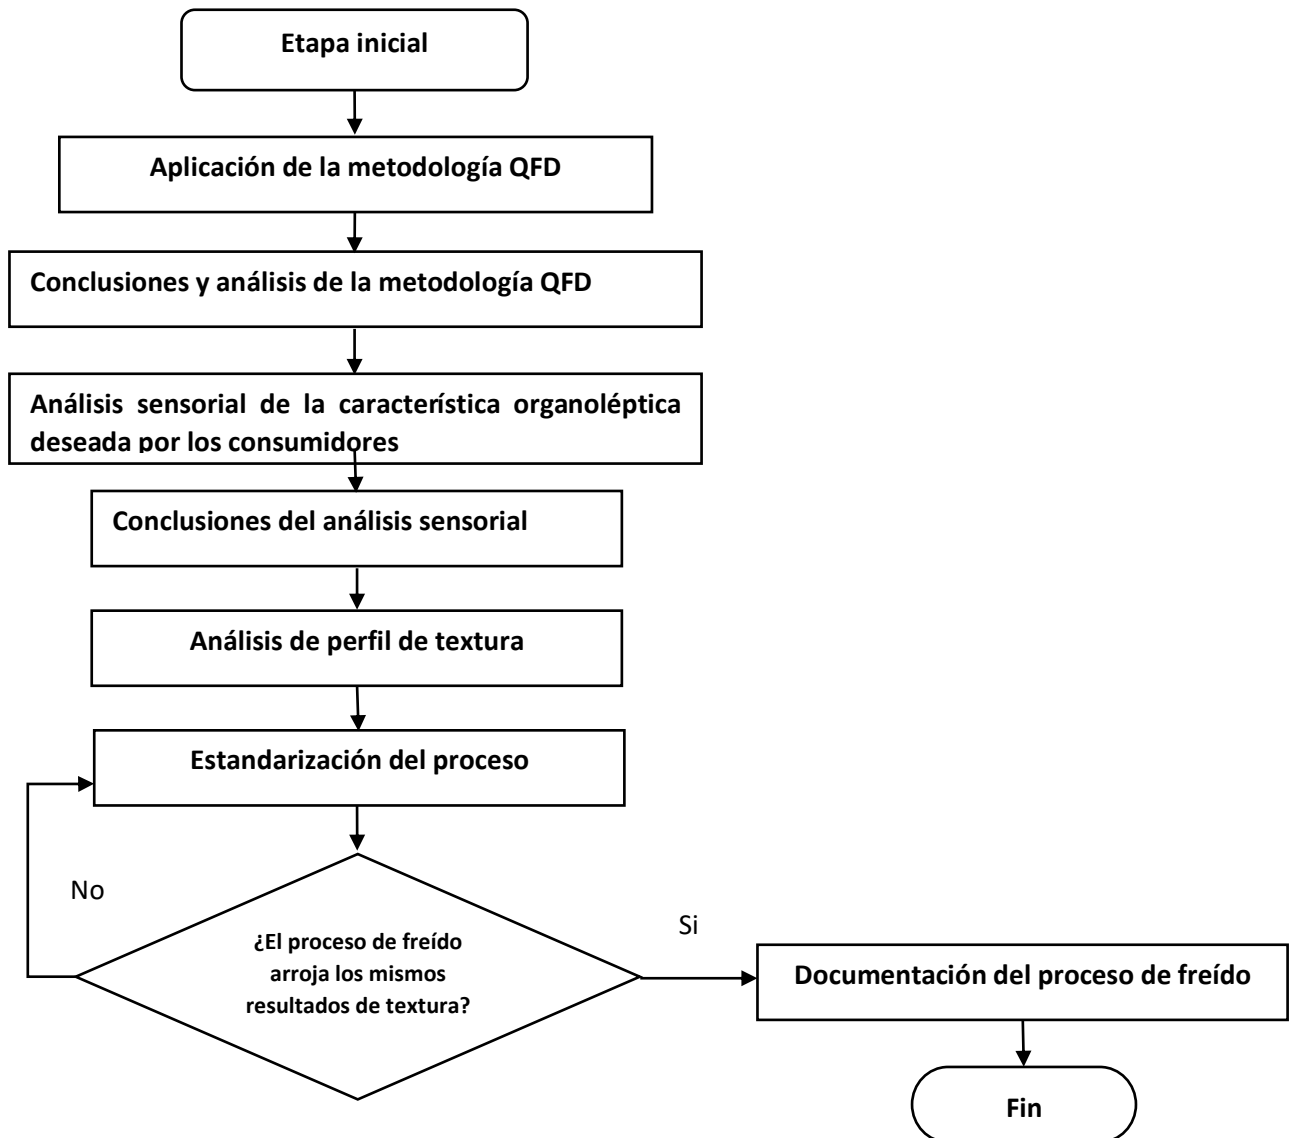 Etapa inicial
Aplicación de la metodología QFD
Conclusiones y análisis de la metodología QFD
Análisis sensorial de la característica organoléptica
deseada por los consumidores
Conclusiones del análisis sensorial
Análisis de perfil de textura
Estandarización del proceso
No
¿El proceso de freído
arroja los mismos
resultados de textura?
Si
Documentación del proceso de freído
Fin